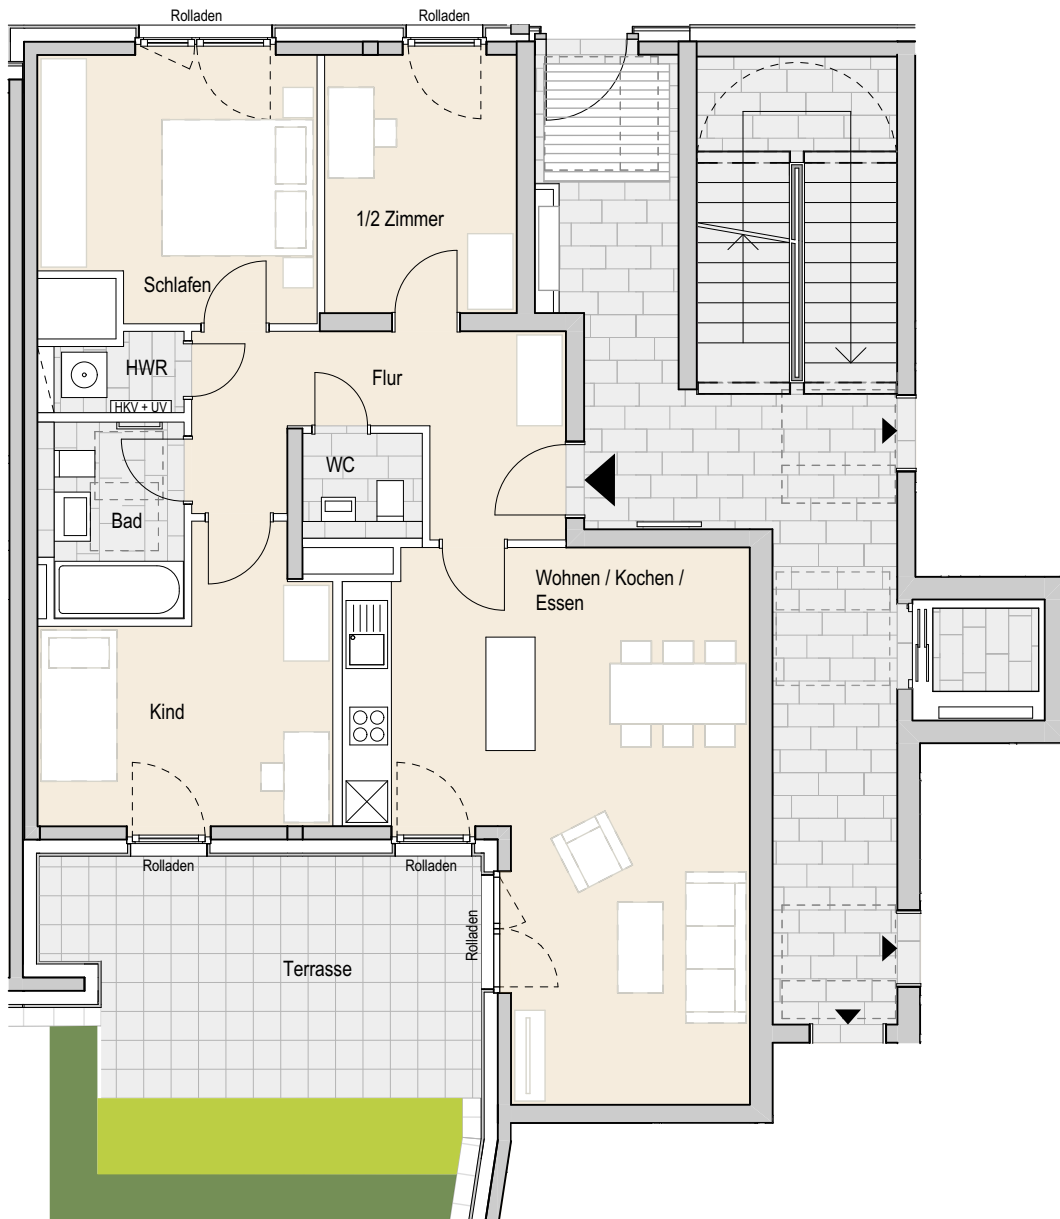 Rolladen
Rolladen
1/2 Zimmer
Schlafen
HWR
HKV + UV
Flur
WC
Bad
Wohnen / Kochen /
Essen
Kind
Rolladen
Rolladen
Rolladen
Terrasse